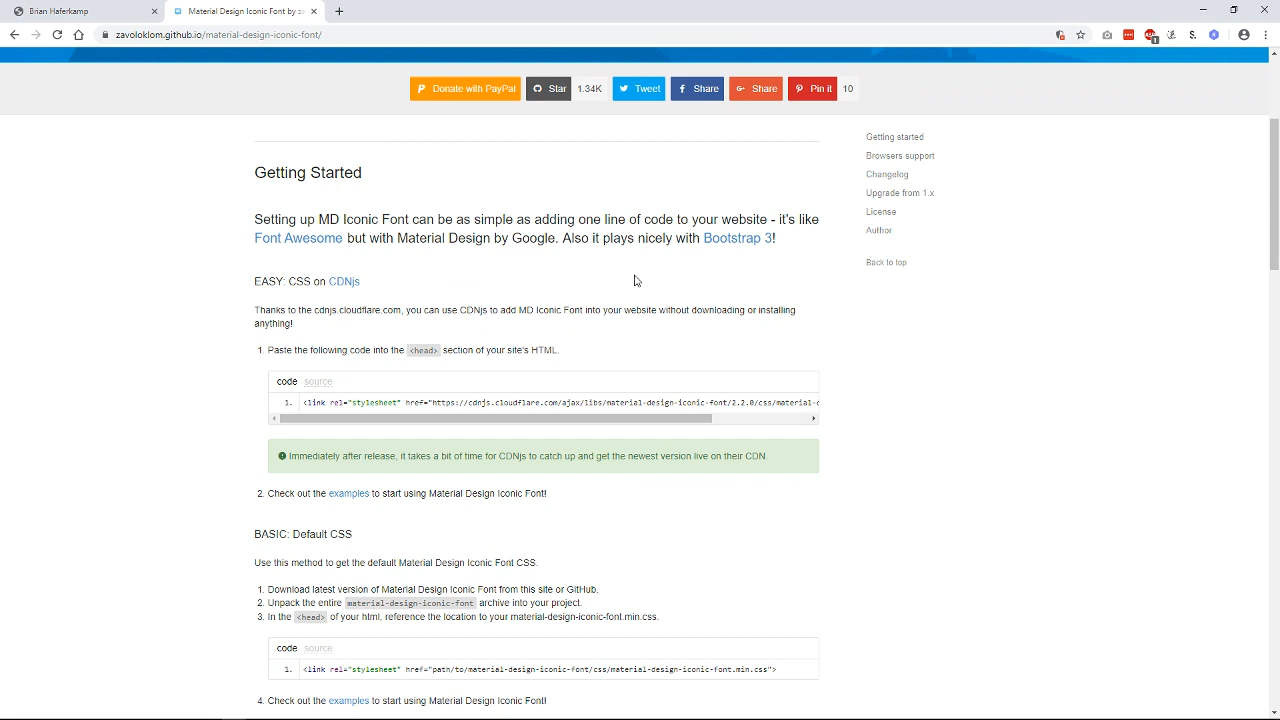 Brian Haferkamp
Material Design Iconic Font by za
zavoloklom.github.io/material-design-iconic-font/
Donate with PayPal
Star
1.34K
Tweet
Share
Share
Pin it
10
Getting started
Browsers support
Changelog
Upgrade from 1.x
License
Author
Back to top
Getting Started
Setting up MD Iconic Font can be as simple as adding one line of code to your website - it's like
Font Awesome but with Material Design by Google. Also it plays nicely with Bootstrap 3!
EASY: CSS on CDNjs
Thanks to the cdnjs.cloudflare.com, you can use CDNjs to add MD Iconic Font into your website without downloading or installing
anything!
1. Paste the following code into the <head> section of your site's HTML.
code source
1. <link rel="stylesheet" href="https://cdnjs.cloudflare.com/ajax/libs/material-design-iconic-font/2.2.0/css/material-d
Immediately after release, it takes a bit of time for CDNjs to catch up and get the newest version live on their CDN.
2. Check out the examples to start using Material Design Iconic Font!
BASIC: Default CSS
Use this method to get the default Material Design Iconic Font CSS.
1. Download latest version of Material Design Iconic Font from this site or GitHub.
2. Unpack the entire material-design-iconic-font archive into your project.
3. In the <head> of your html, reference the location to your material-design-iconic-font.min.css.
code source
1. <link rel="stylesheet" href="path/to/material-design-iconic-font/css/material-design-iconic-font.min.css">
4. Check out the examples to start using Material Design Iconic Font!